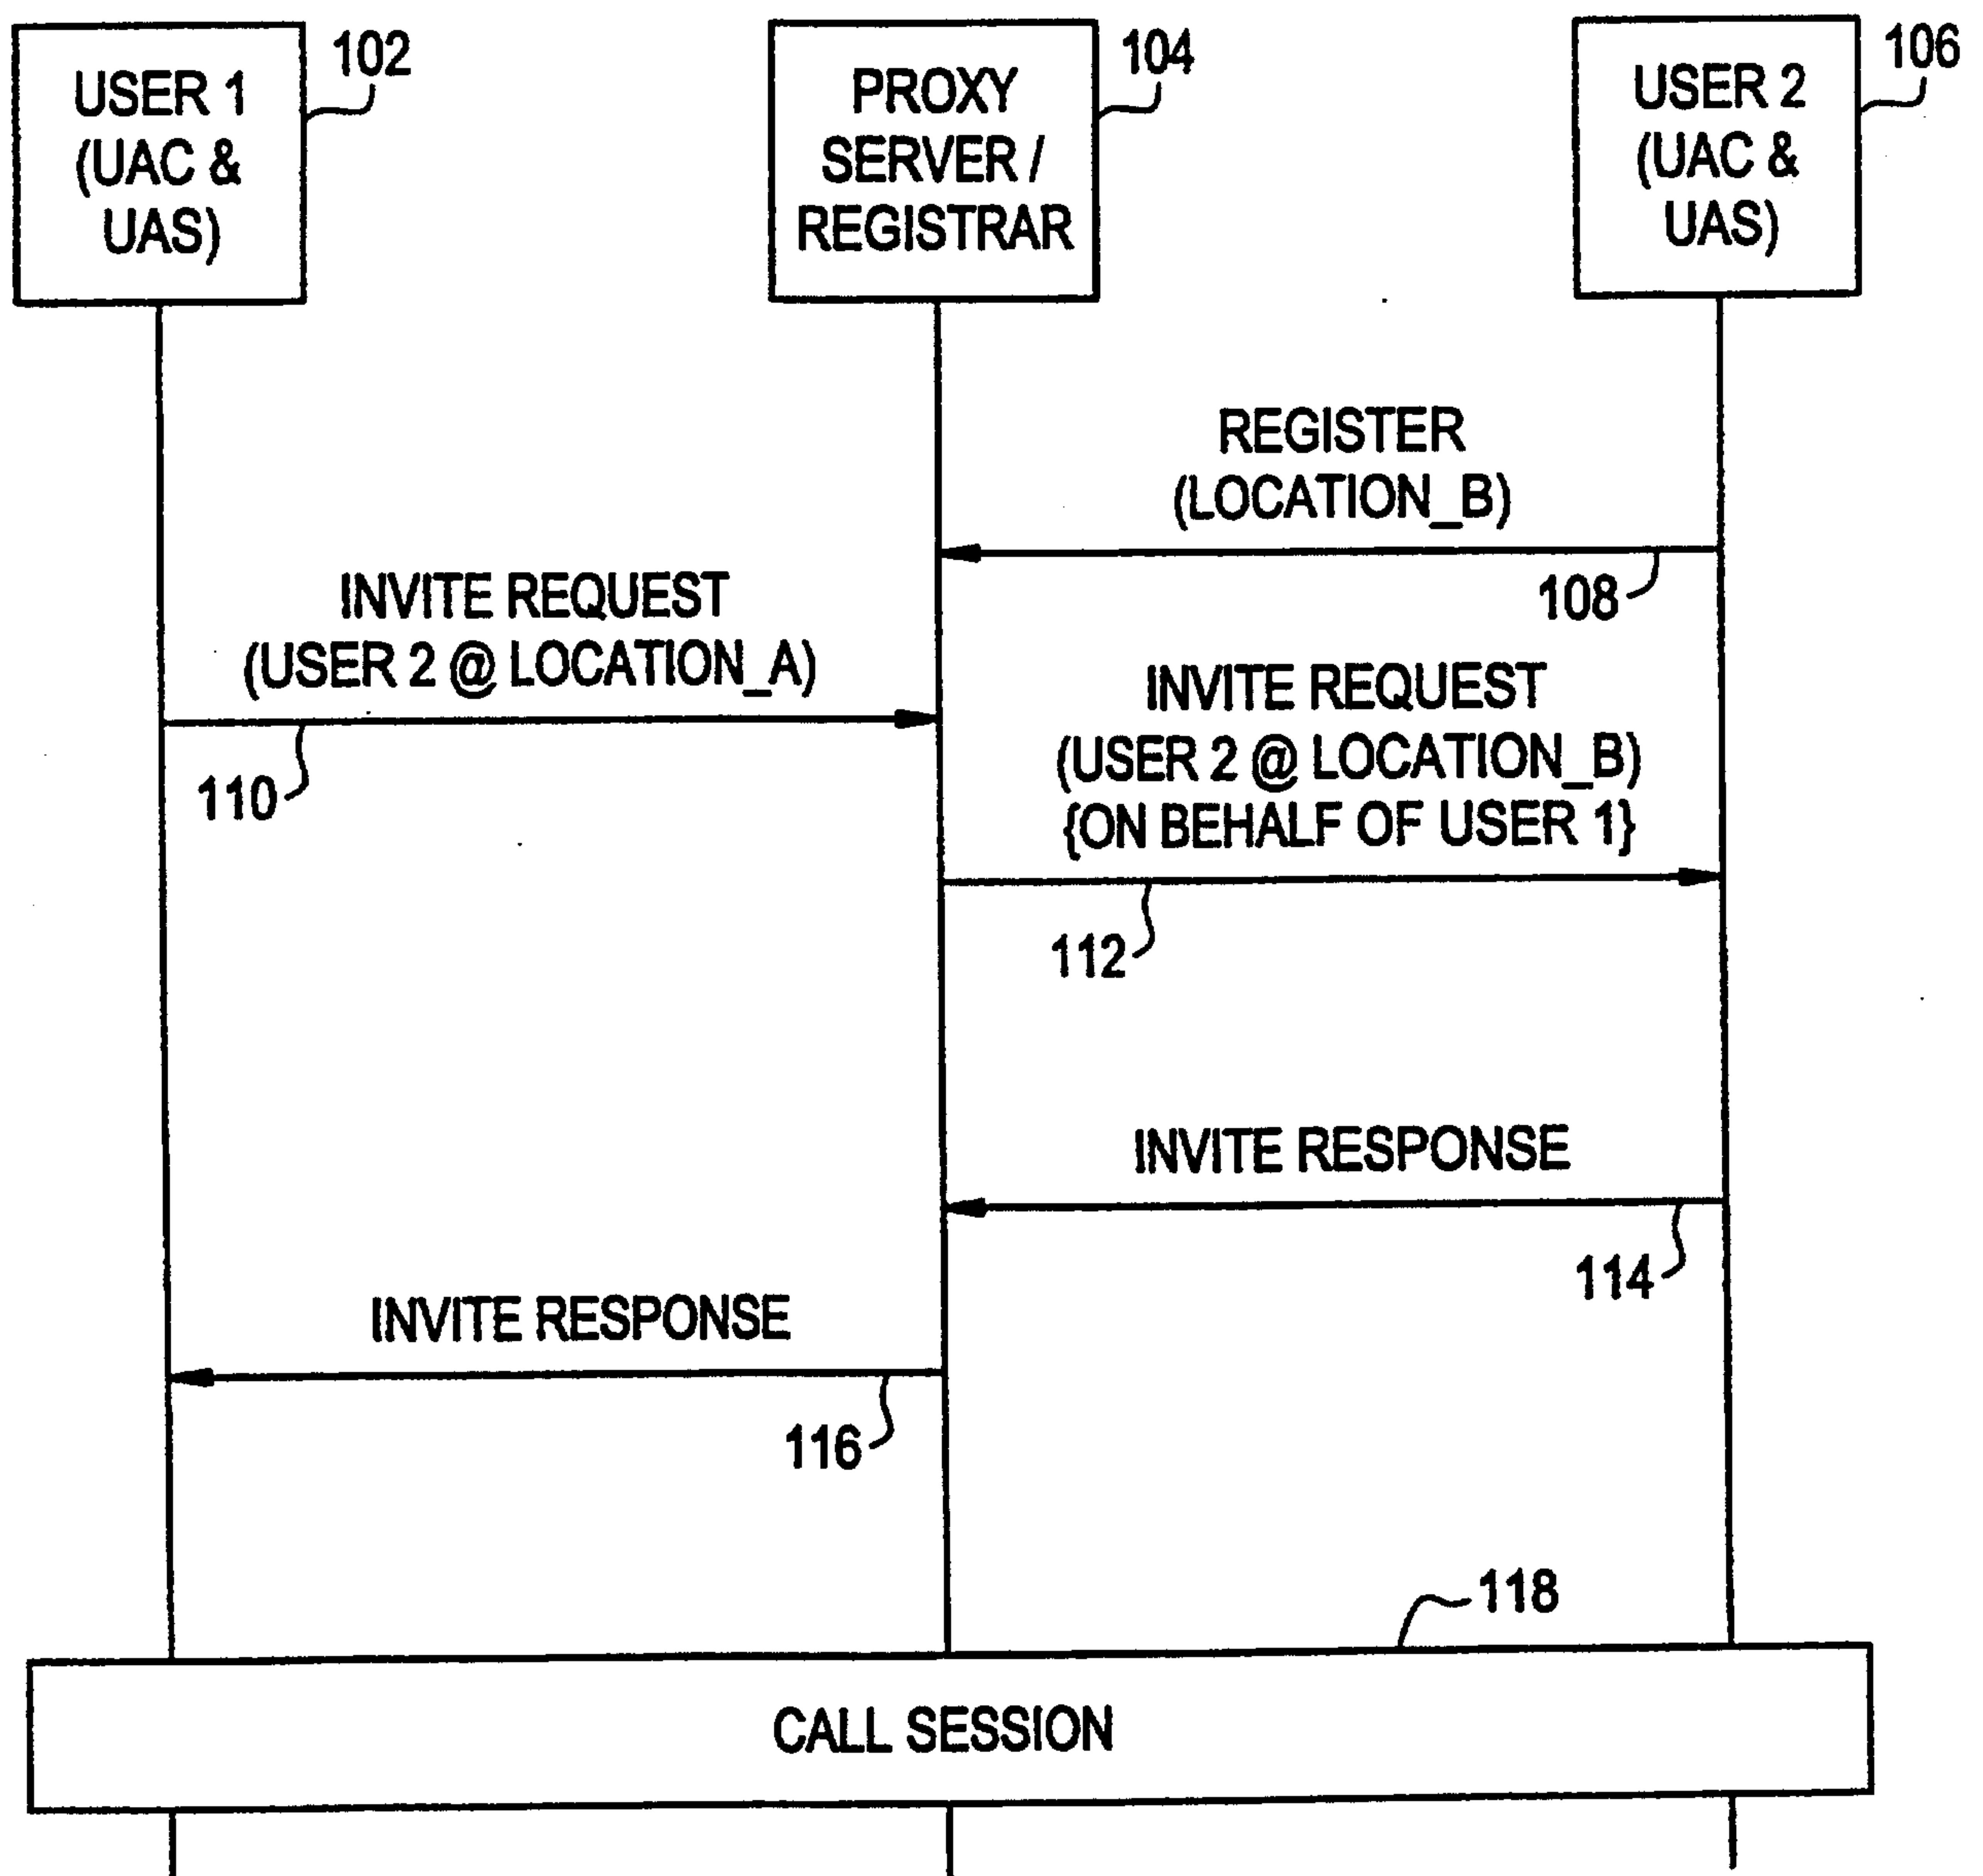 USER 1
(UAC &
UAS)
102
PROXY
SERVER /
REGISTRAR
104
USER 2
(UAC &
UAS)
106
REGISTER
(LOCATION_B)
108
INVITE REQUEST
(USER 2 @ LOCATION_A)
110
INVITE REQUEST
(USER 2 @ LOCATION_B)
{ON BEHALF OF USER 1}
112
INVITE RESPONSE
114
INVITE RESPONSE
116
118
CALL SESSION